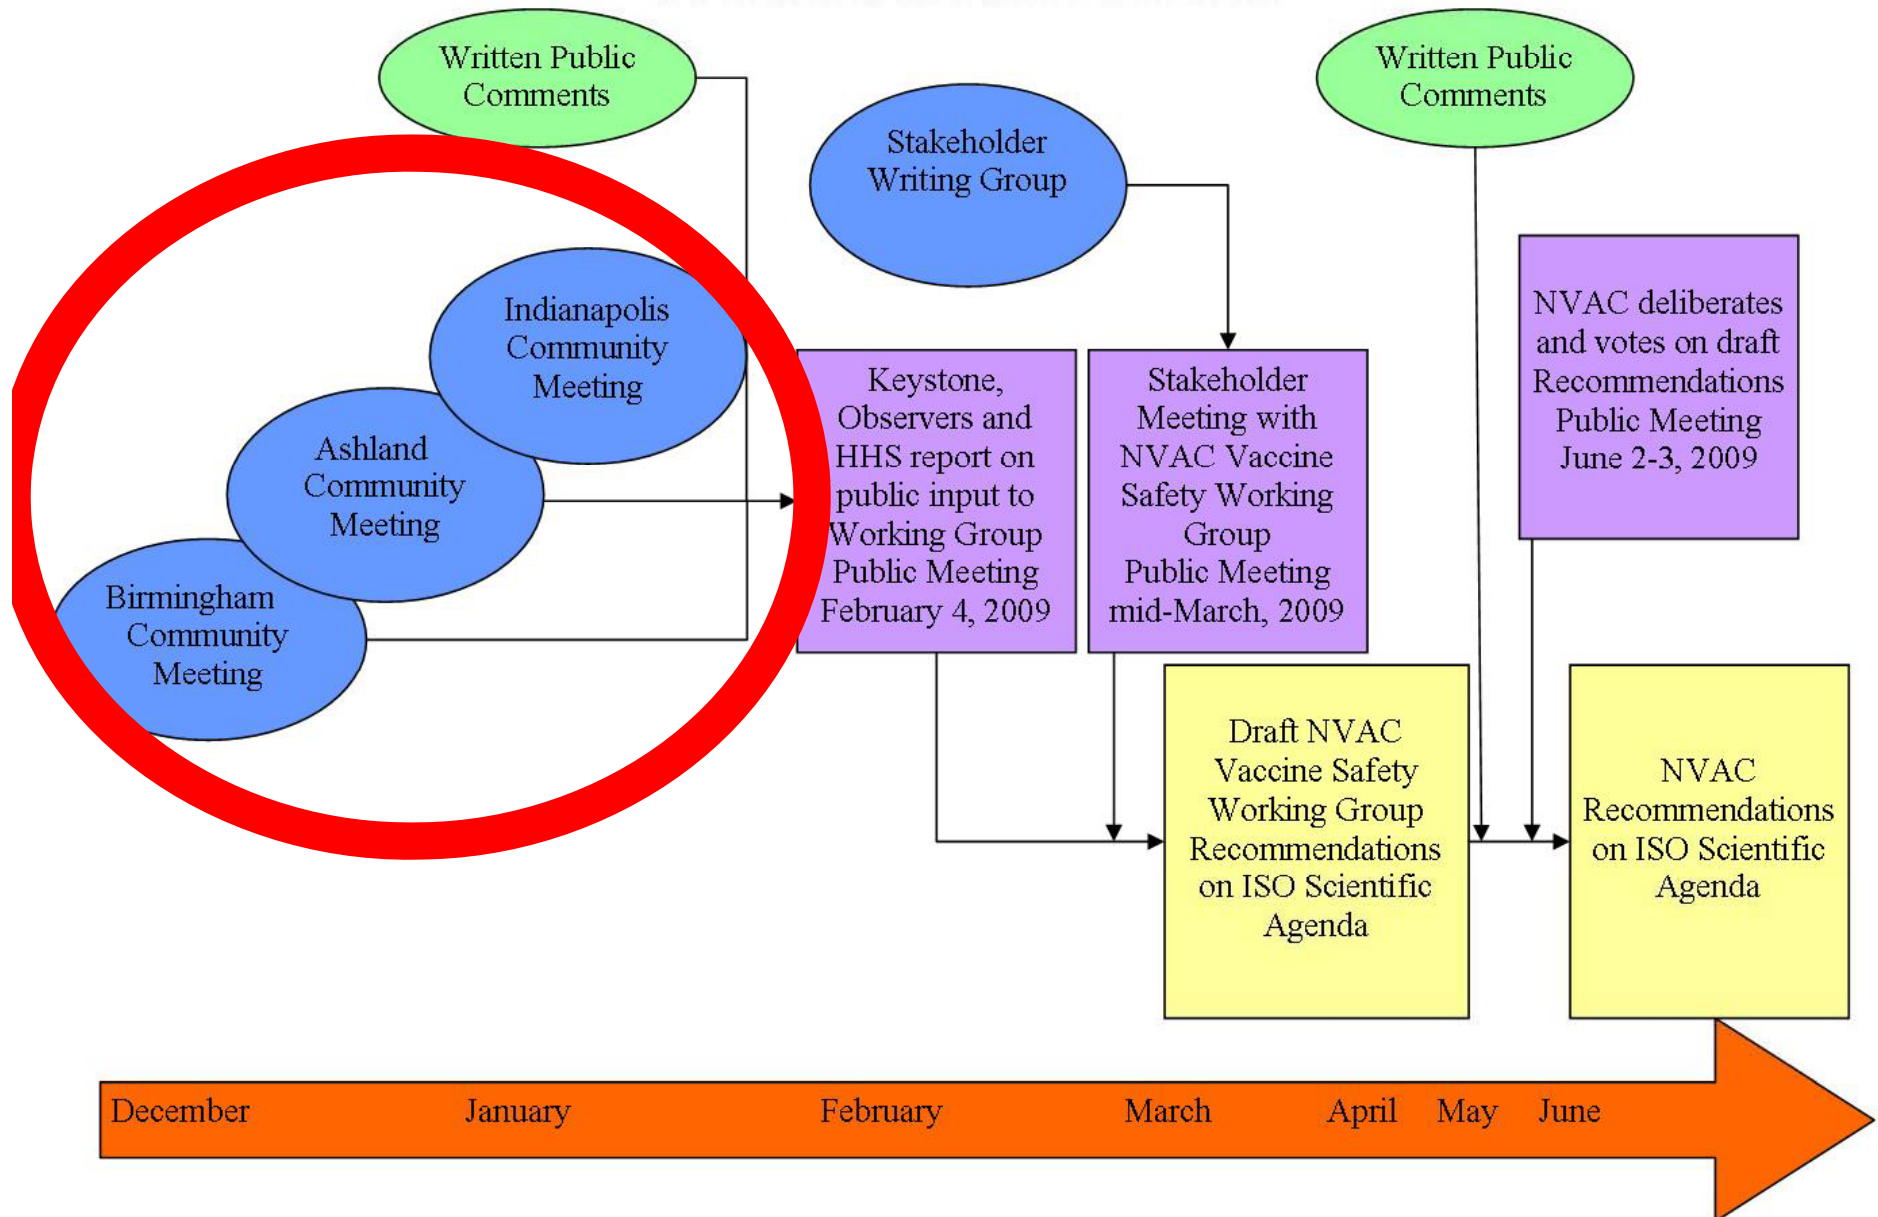 Written Public
Comments
Written Public
Comments
Stakeholder
Writing Group
Indianapolis
Community
Meeting
Ashland
Community
Meeting
Birmingham
Community
Meeting
Keystone,
Observers and
HHS report on
public input to
Working Group
Public Meeting
February 4, 2009
Stakeholder
Meeting with
NVAC Vaccine
Safety Working
Group
Public Meeting
mid-March, 2009
NVAC deliberates
and votes on draft
Recommendations
Public Meeting
June 2-3, 2009
Draft NVAC
Vaccine Safety
Working Group
Recommendations
on ISO Scientific
Agenda
NVAC
Recommendations
on ISO Scientific
Agenda
December January February March April May June